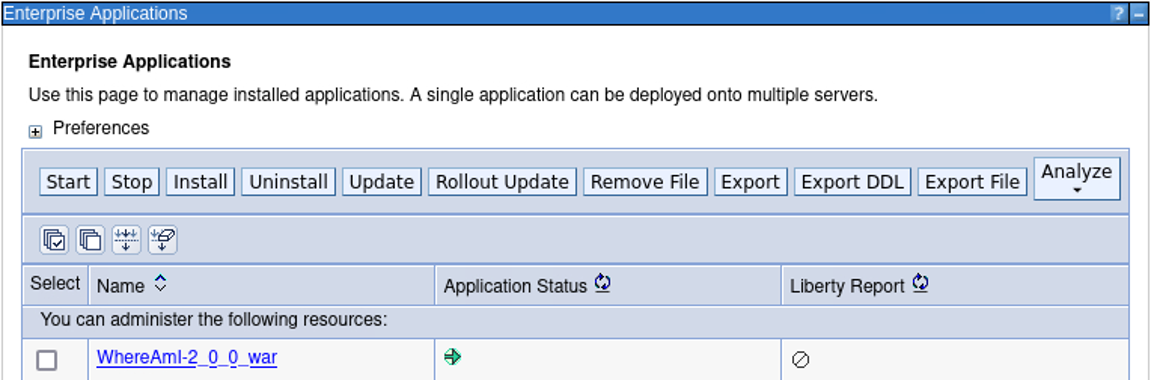 Enterprise Applications ? –
Enterprise Applications
Use this page to manage installed applications. A single application can be deployed onto multiple servers.
+ Preferences
Start Stop Install Uninstall Update Rollout Update Remove File Export Export DDL Export File Analyze
Select Name Application Status Liberty Report
You can administer the following resources:
WhereAmI-2_0_0_war